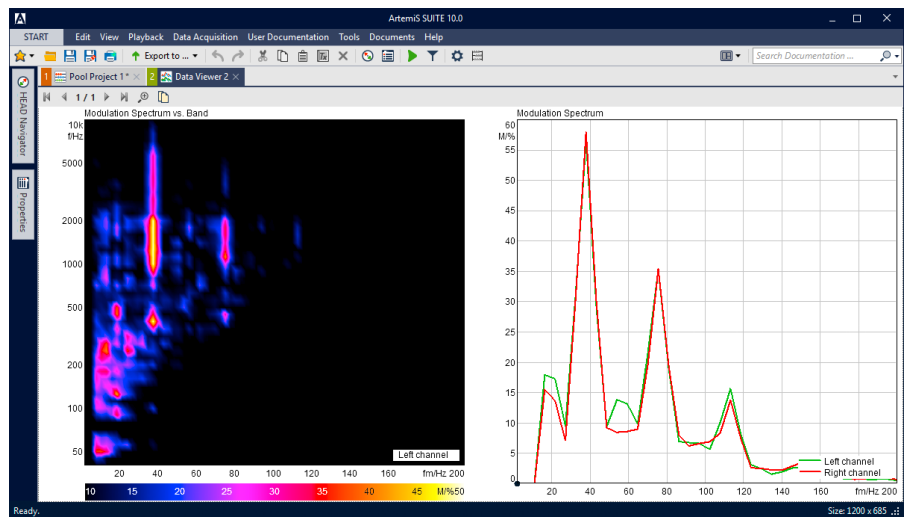 ArtemiS SUITE 10.0
START Edit View Playback Data Acquisition User Documentation Tools Documents Help
Export to ... Search Documentation ...
1 Pool Project 1* 2 Data Viewer 2
1 / 1
HEAD Navigator
Properties
Modulation Spectrum vs. Band
10k
f/Hz
5000
2000
1000
500
200
100
50
Left channel
20 40 60 80 100 120 140 160 fm/Hz 200
10 15 20 25 30 35 40 45 M/%50
Modulation Spectrum
60
M/%
55
50
45
40
35
30
25
20
15
10
5
0
Left channel
Right channel
20 40 60 80 100 120 140 160 fm/Hz 200
Ready. Size: 1200 x 685